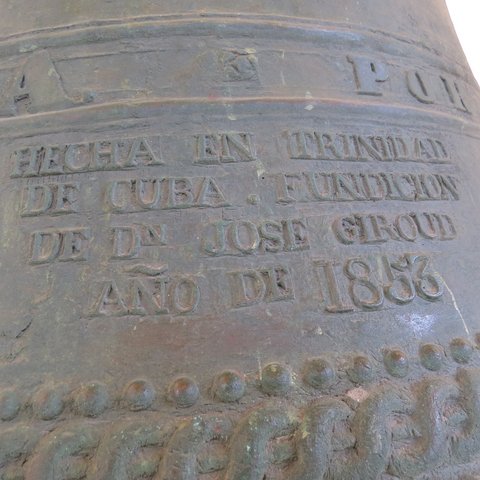 A POR
HECHA EN TRINIDAD
DE CUBA . FUNDICION
DE Dn JOSE GIROUD
AÑO DE 1853